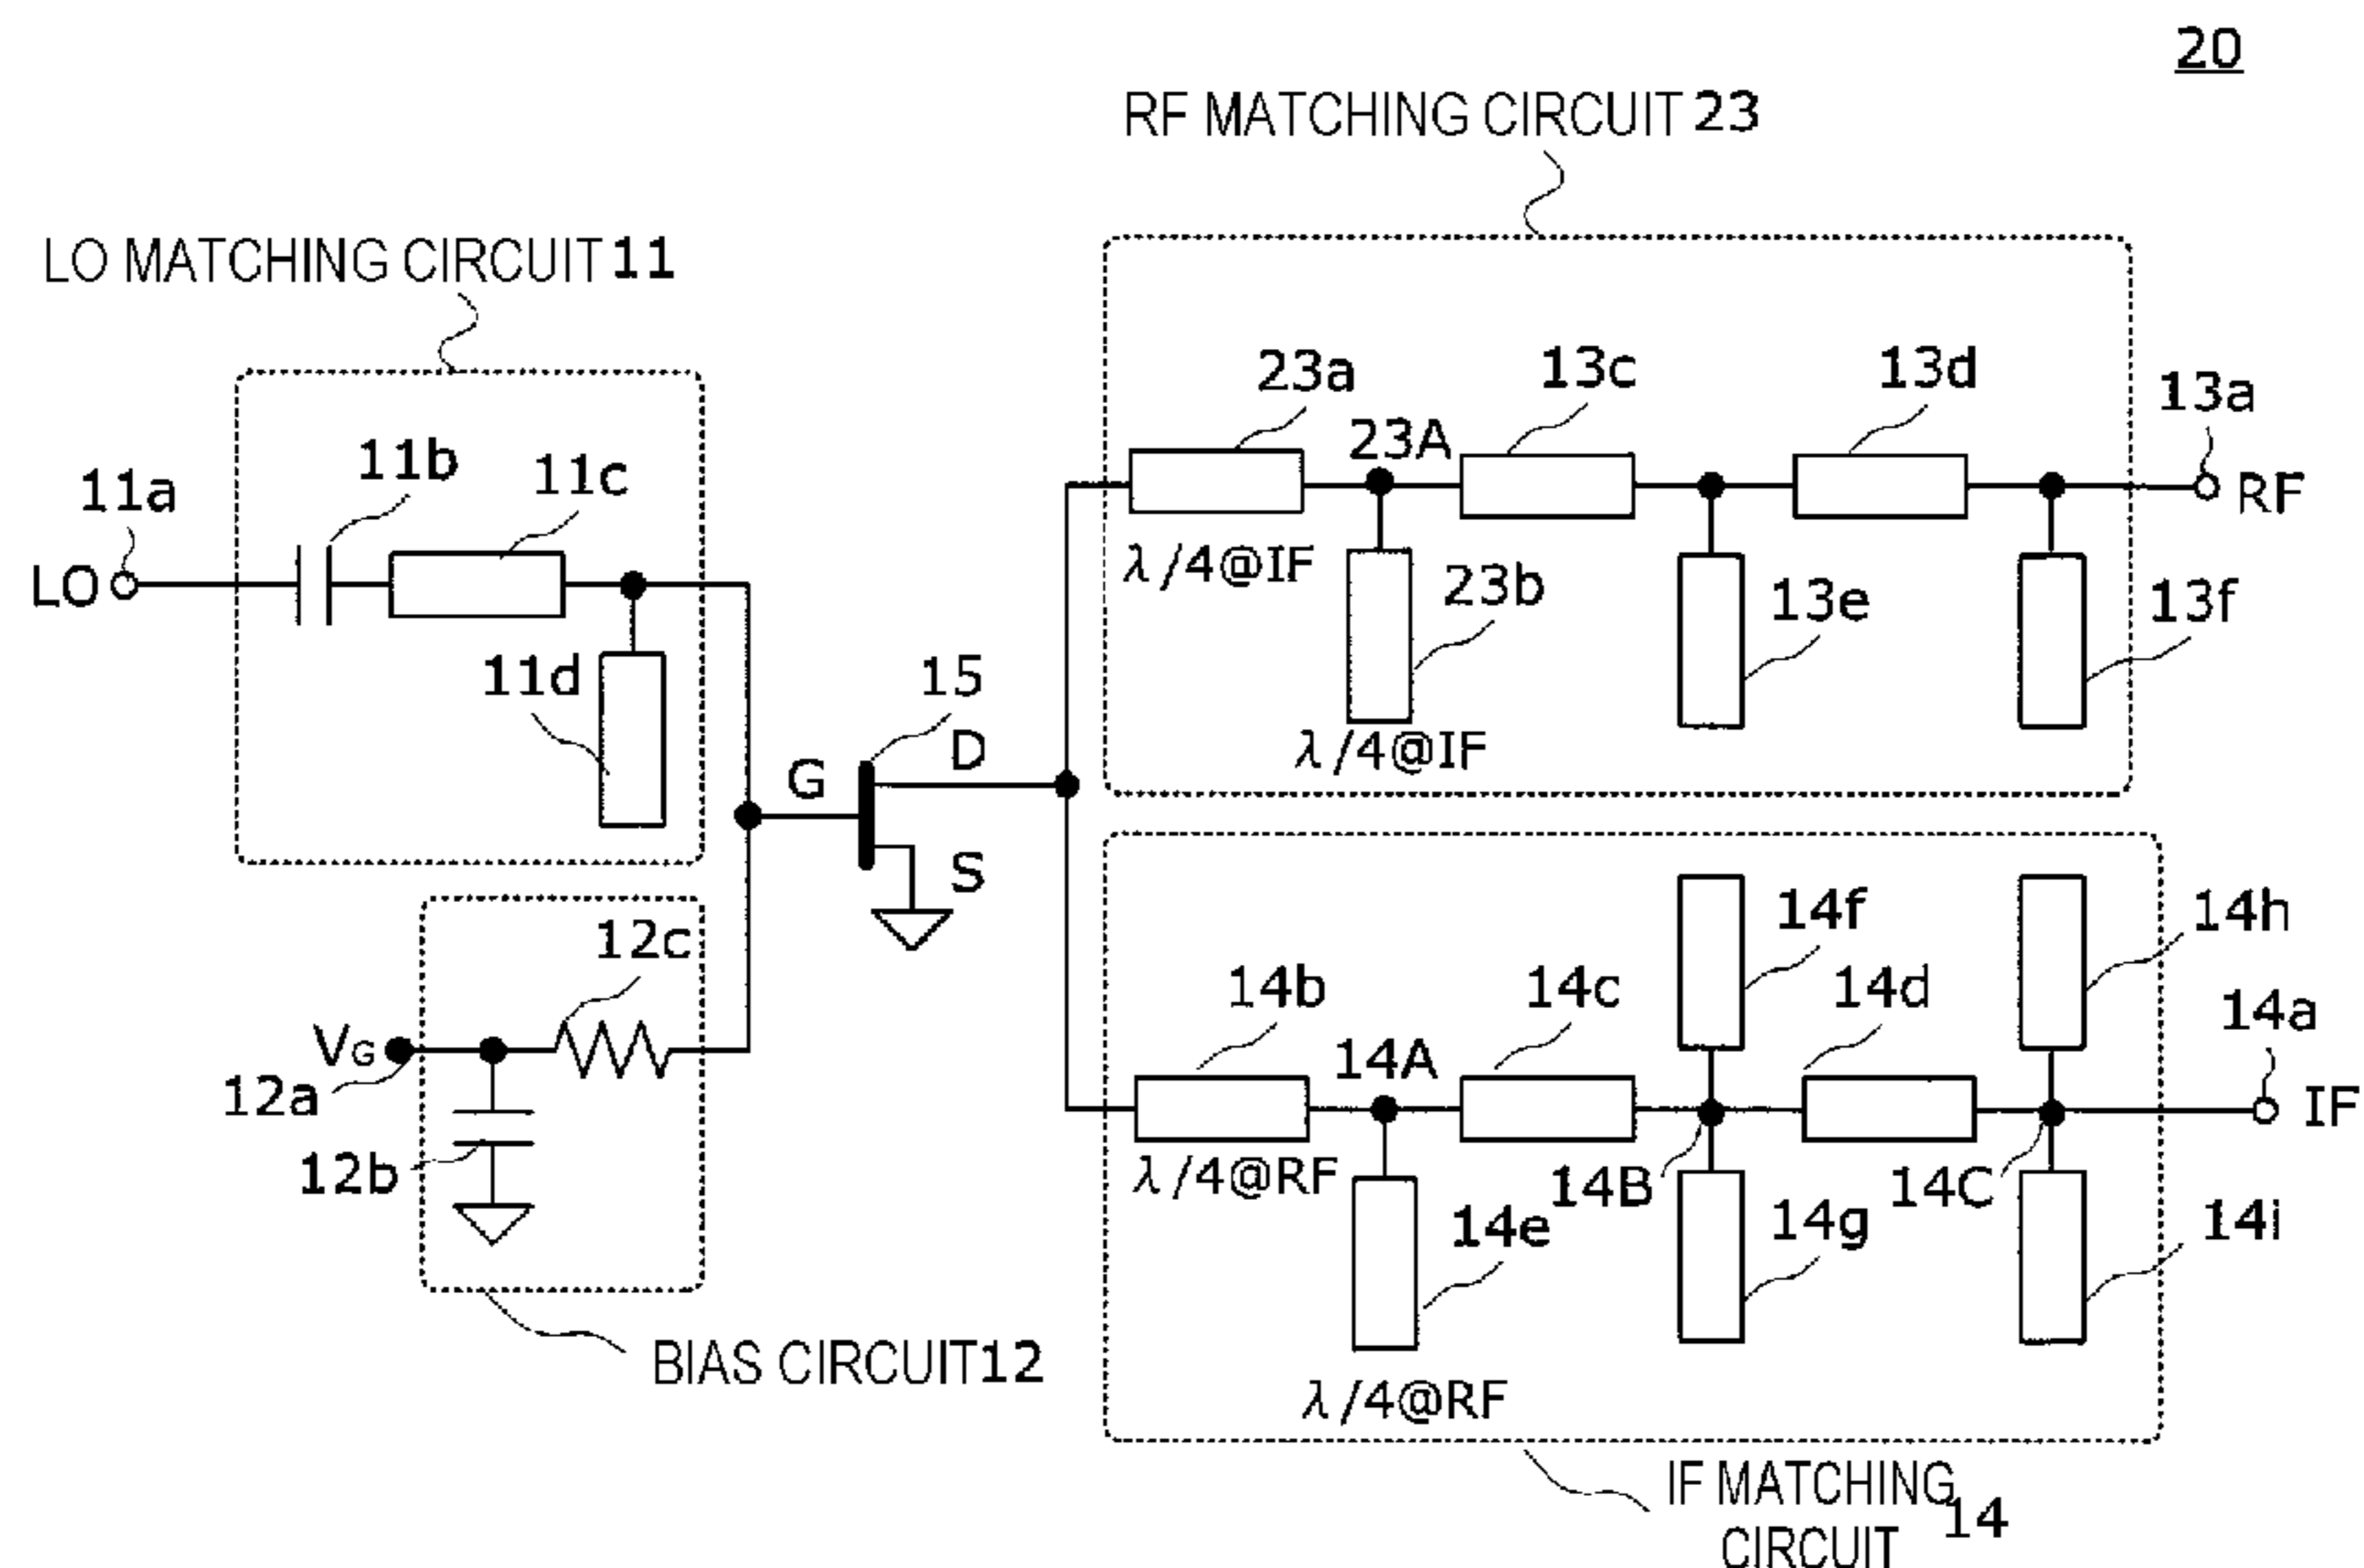 20
RF MATCHING CIRCUIT 23
LO MATCHING CIRCUIT 11
23a
13c
13d
13a
23A
RF
11a
11b
11c
LO
λ/4@IF
23b
13e
13f
11d
15
λ/4@IF
G
D
S
14f
14h
12c
14b
14c
14d
14a
VG
14A
IF
12a
12b
λ/4@RF
14B
14C
14e
14g
14i
BIAS CIRCUIT 12
λ/4@RF
IF MATCHING
CIRCUIT 14